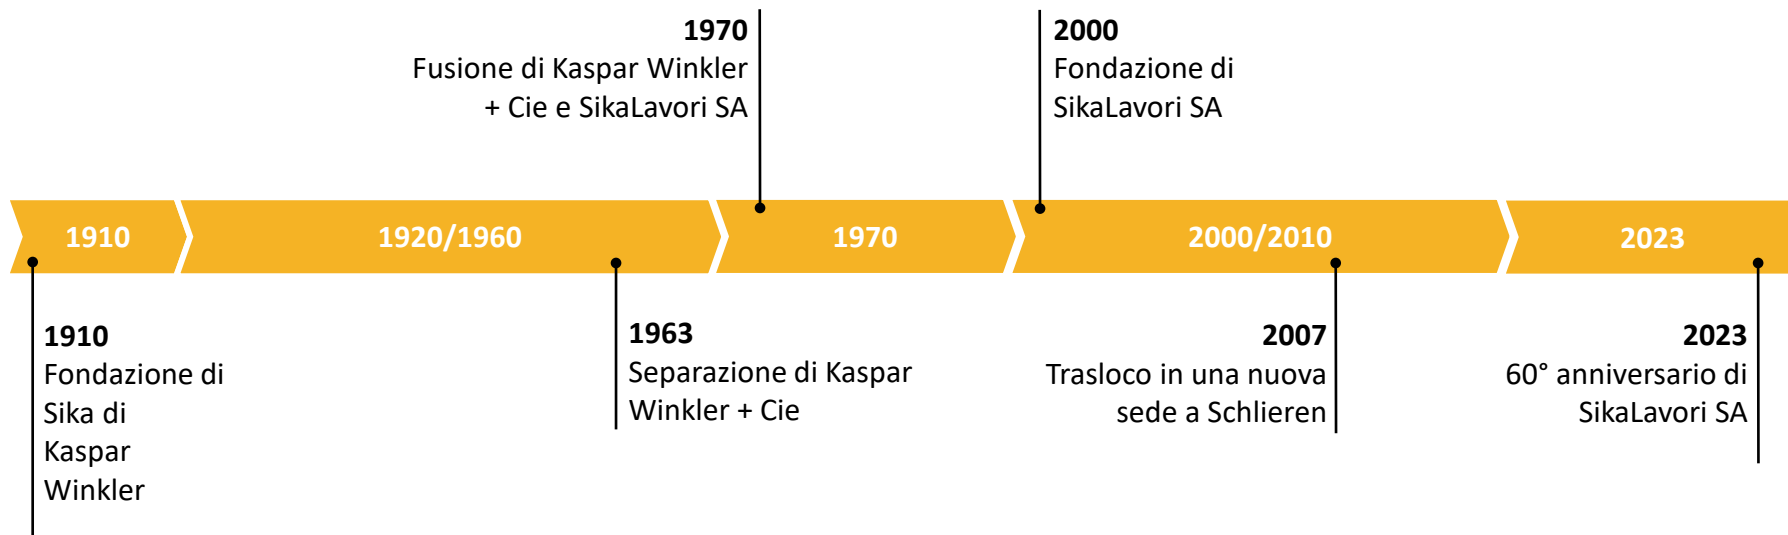 1970
Fusione di Kaspar Winkler
+ Cie e SikaLavori SA
2000
Fondazione di
SikaLavori SA
1910
1920/1960
1970
2000/2010
2023
1910
Fondazione di
Sika di
Kaspar
Winkler
1963
Separazione di Kaspar
Winkler + Cie
2007
Trasloco in una nuova
sede a Schlieren
2023
60° anniversario di
SikaLavori SA